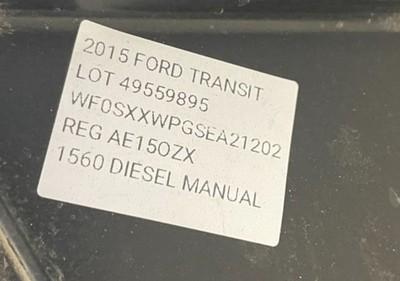 2015 FORD TRANSIT
LOT 49559895
WF0SXXWPGSEA21202
REG AE15OZX
1560 DIESEL MANUAL